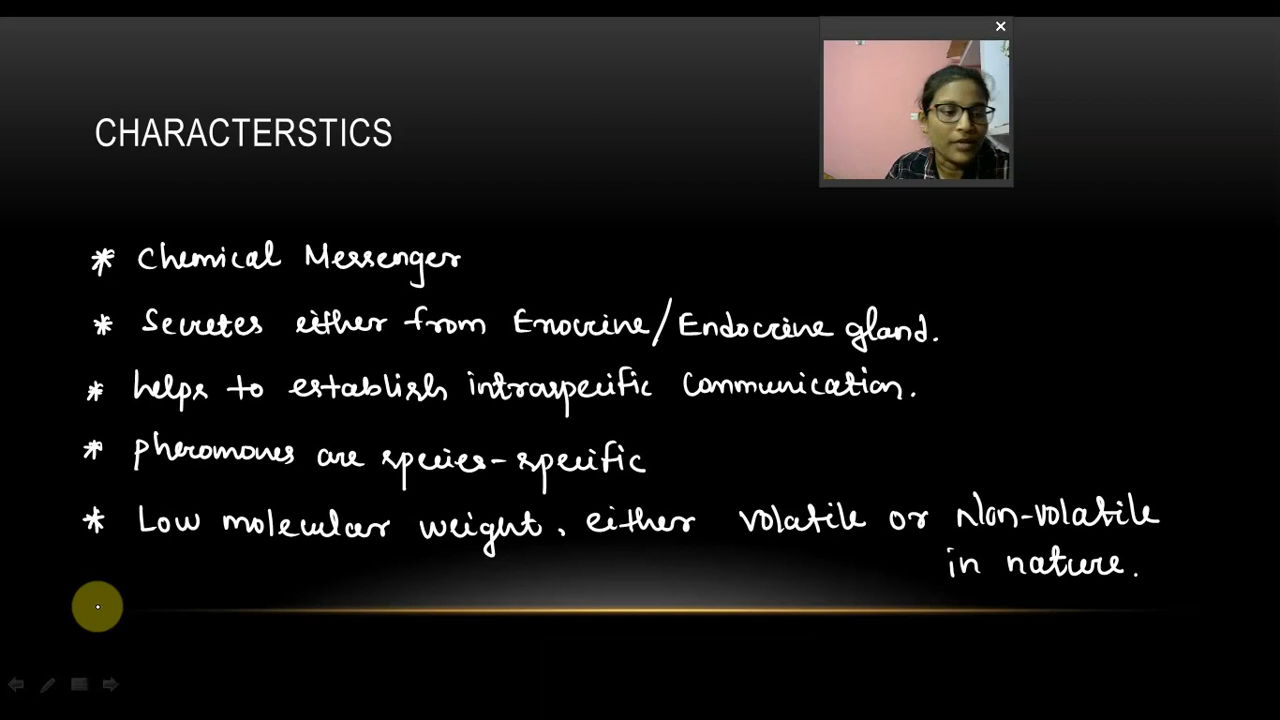 CHARACTERSTICS
* Chemical Messenger
* Secretes either from Exocrine/Endocrine gland.
* helps to establish intraspecific communication.
* Pheromones are species-specific
* Low molecular weight, either volatile or Non-volatile
in nature.